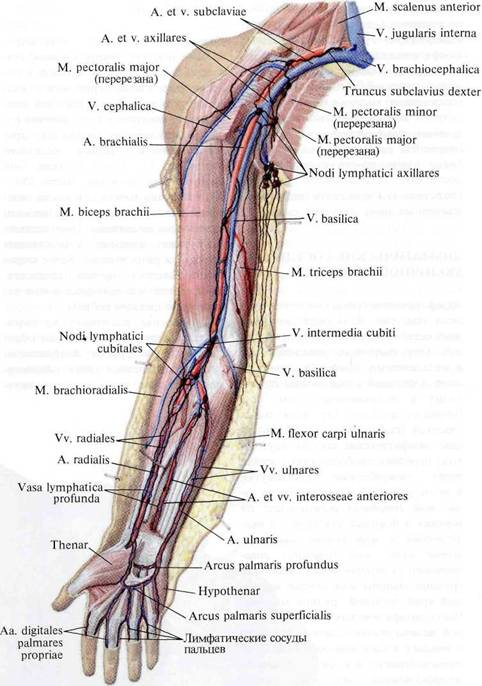 A. et v. subclaviae
M. scalenus anterior
A. et v. axillares
V. jugularis interna
M. pectoralis major
(перерезана)
V. brachiocephalica
V. cephalica
Truncus subclavius dexter
M. pectoralis minor
(перерезана)
A. brachialis
M. pectoralis major
(перерезана)
Nodi lymphatici axillares
M. biceps brachii
V. basilica
M. triceps brachii
Nodi lymphatici
cubitales
V. intermedia cubiti
V. basilica
M. brachioradialis
Vv. radiales
M. flexor carpi ulnaris
A. radialis
Vv. ulnares
Vasa lymphatica
profunda
A. et vv. interosseae anteriores
A. ulnaris
Thenar
Arcus palmaris profundus
Hypothenar
Arcus palmaris superficialis
Aa. digitales
palmares
propriae
Лимфатические сосуды
пальцев